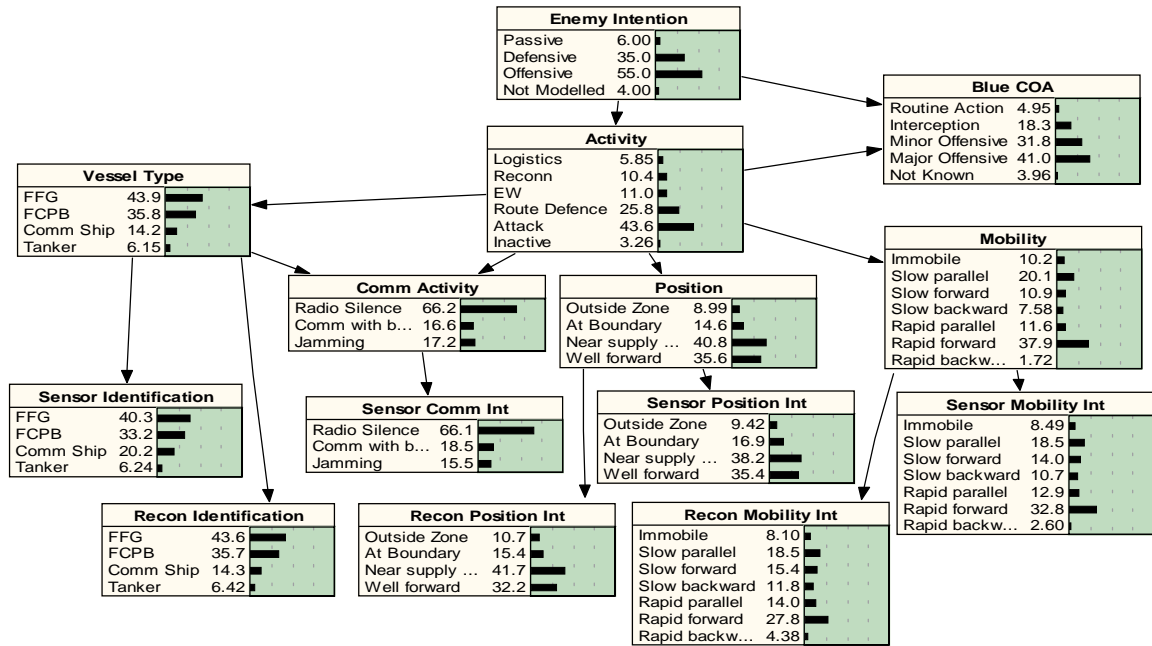 Enemy Intention
Passive 6.00
Defensive 35.0
Offensive 55.0
Not Modelled 4.00
Blue COA
Routine Action 4.95
Interception 18.3
Minor Offensive 31.8
Major Offensive 41.0
Not Known 3.96
Activity
Logistics 5.85
Reconn 10.4
EW 11.0
Route Defence 25.8
Attack 43.6
Inactive 3.26
Vessel Type
FFG 43.9
FCPB 35.8
Comm Ship 14.2
Tanker 6.15
Mobility
Immobile 10.2
Slow parallel 20.1
Slow forward 10.9
Slow backward 7.58
Rapid parallel 11.6
Rapid forward 37.9
Rapid backw... 1.72
Comm Activity
Radio Silence 66.2
Comm with b... 16.6
Jamming 17.2
Position
Outside Zone 8.99
At Boundary 14.6
Near supply ... 40.8
Well forward 35.6
Sensor Identification
FFG 40.3
FCPB 33.2
Comm Ship 20.2
Tanker 6.24
Sensor Comm Int
Radio Silence 66.1
Comm with b... 18.5
Jamming 15.5
Sensor Position Int
Outside Zone 9.42
At Boundary 16.9
Near supply ... 38.2
Well forward 35.4
Sensor Mobility Int
Immobile 8.49
Slow parallel 18.5
Slow forward 14.0
Slow backward 10.7
Rapid parallel 12.9
Rapid forward 32.8
Rapid backw... 2.60
Recon Identification
FFG 43.6
FCPB 35.7
Comm Ship 14.3
Tanker 6.42
Recon Position Int
Outside Zone 10.7
At Boundary 15.4
Near supply ... 41.7
Well forward 32.2
Recon Mobility Int
Immobile 8.10
Slow parallel 18.5
Slow forward 15.4
Slow backward 11.8
Rapid parallel 14.0
Rapid forward 27.8
Rapid backw... 4.38